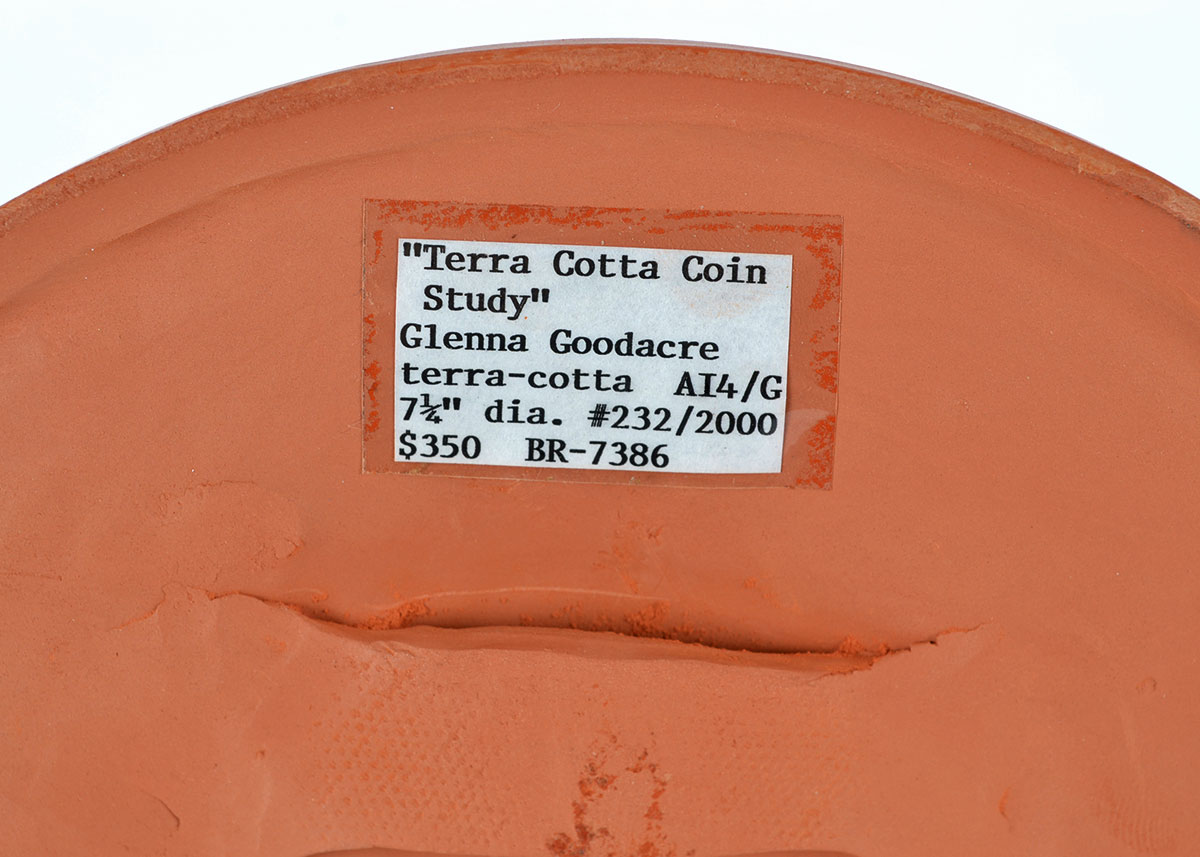 "Terra Cotta Coin
Study"
Glenna Goodacre
terra-cotta AI4/G
7¼" dia. #232/2000
$350 BR-7386